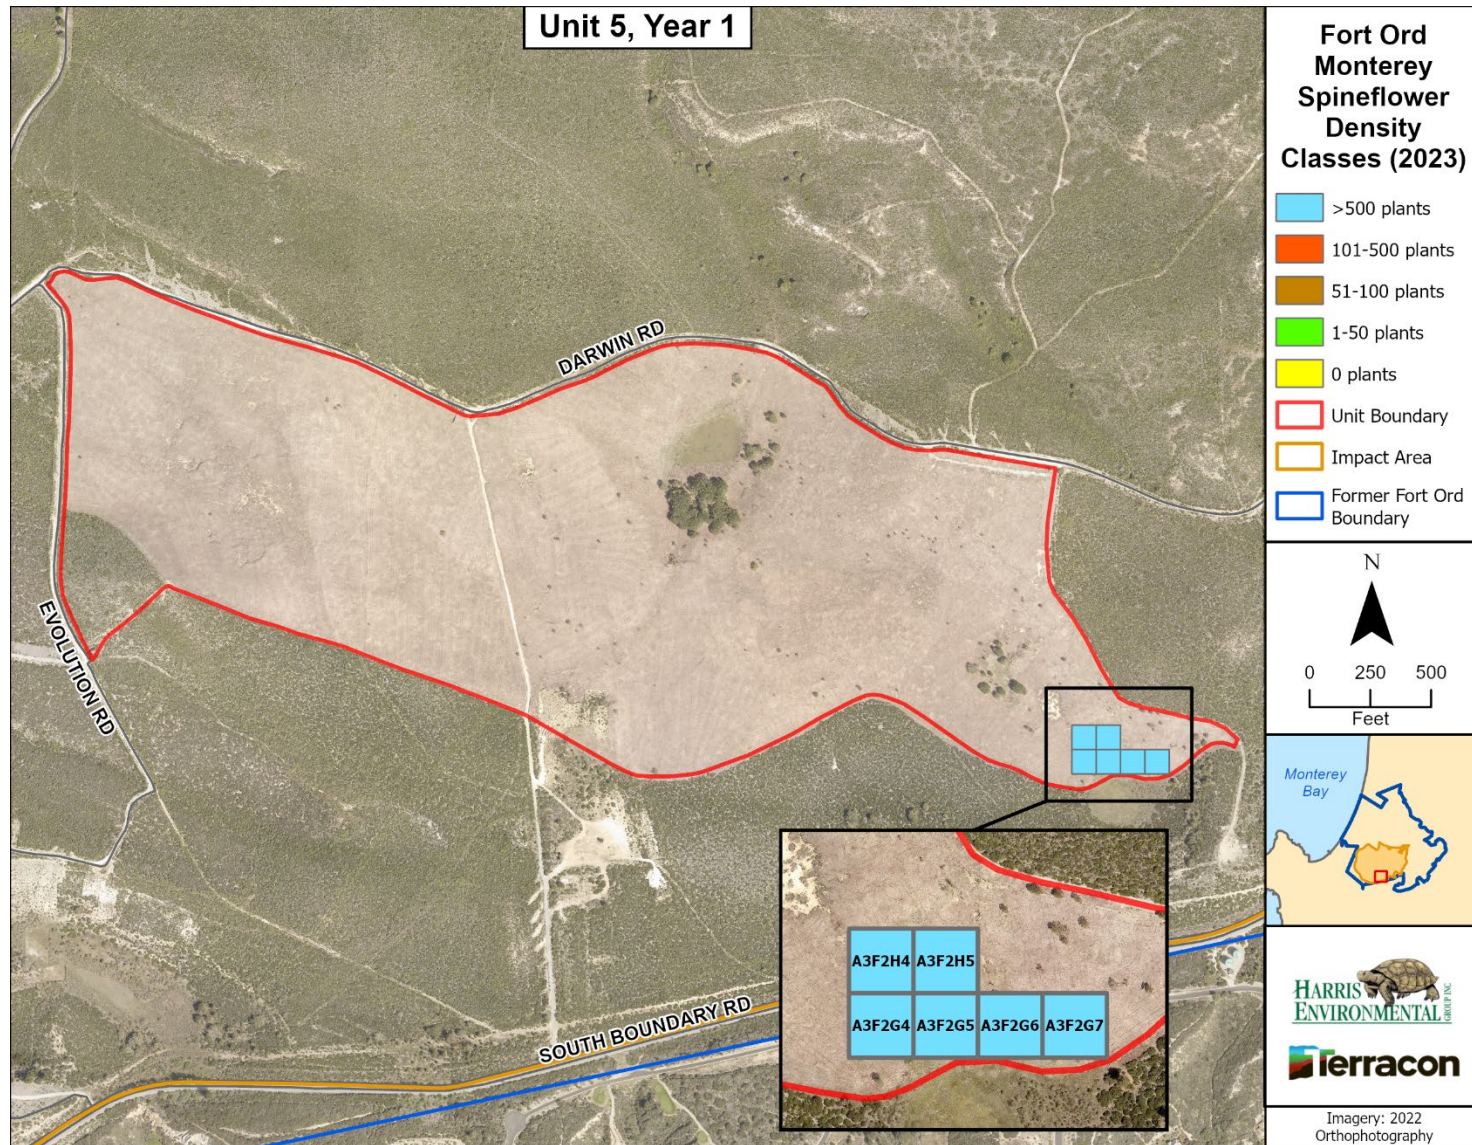 Unit 5, Year 1
DARWIN RD
EVOLUTION RD
SOUTH BOUNDARY RD
A3F2H4 A3F2H5
A3F2G4 A3F2G5 A3F2G6 A3F2G7
Fort Ord
Monterey
Spineflower
Density
Classes (2023)
>500 plants
101-500 plants
51-100 plants
1-50 plants
0 plants
Unit Boundary
Impact Area
Former Fort Ord
Boundary
N
0 250 500
Feet
Monterey
Bay
HARRIS
ENVIRONMENTAL
GROUP INC
Terracon
Imagery: 2022
Orthophotography